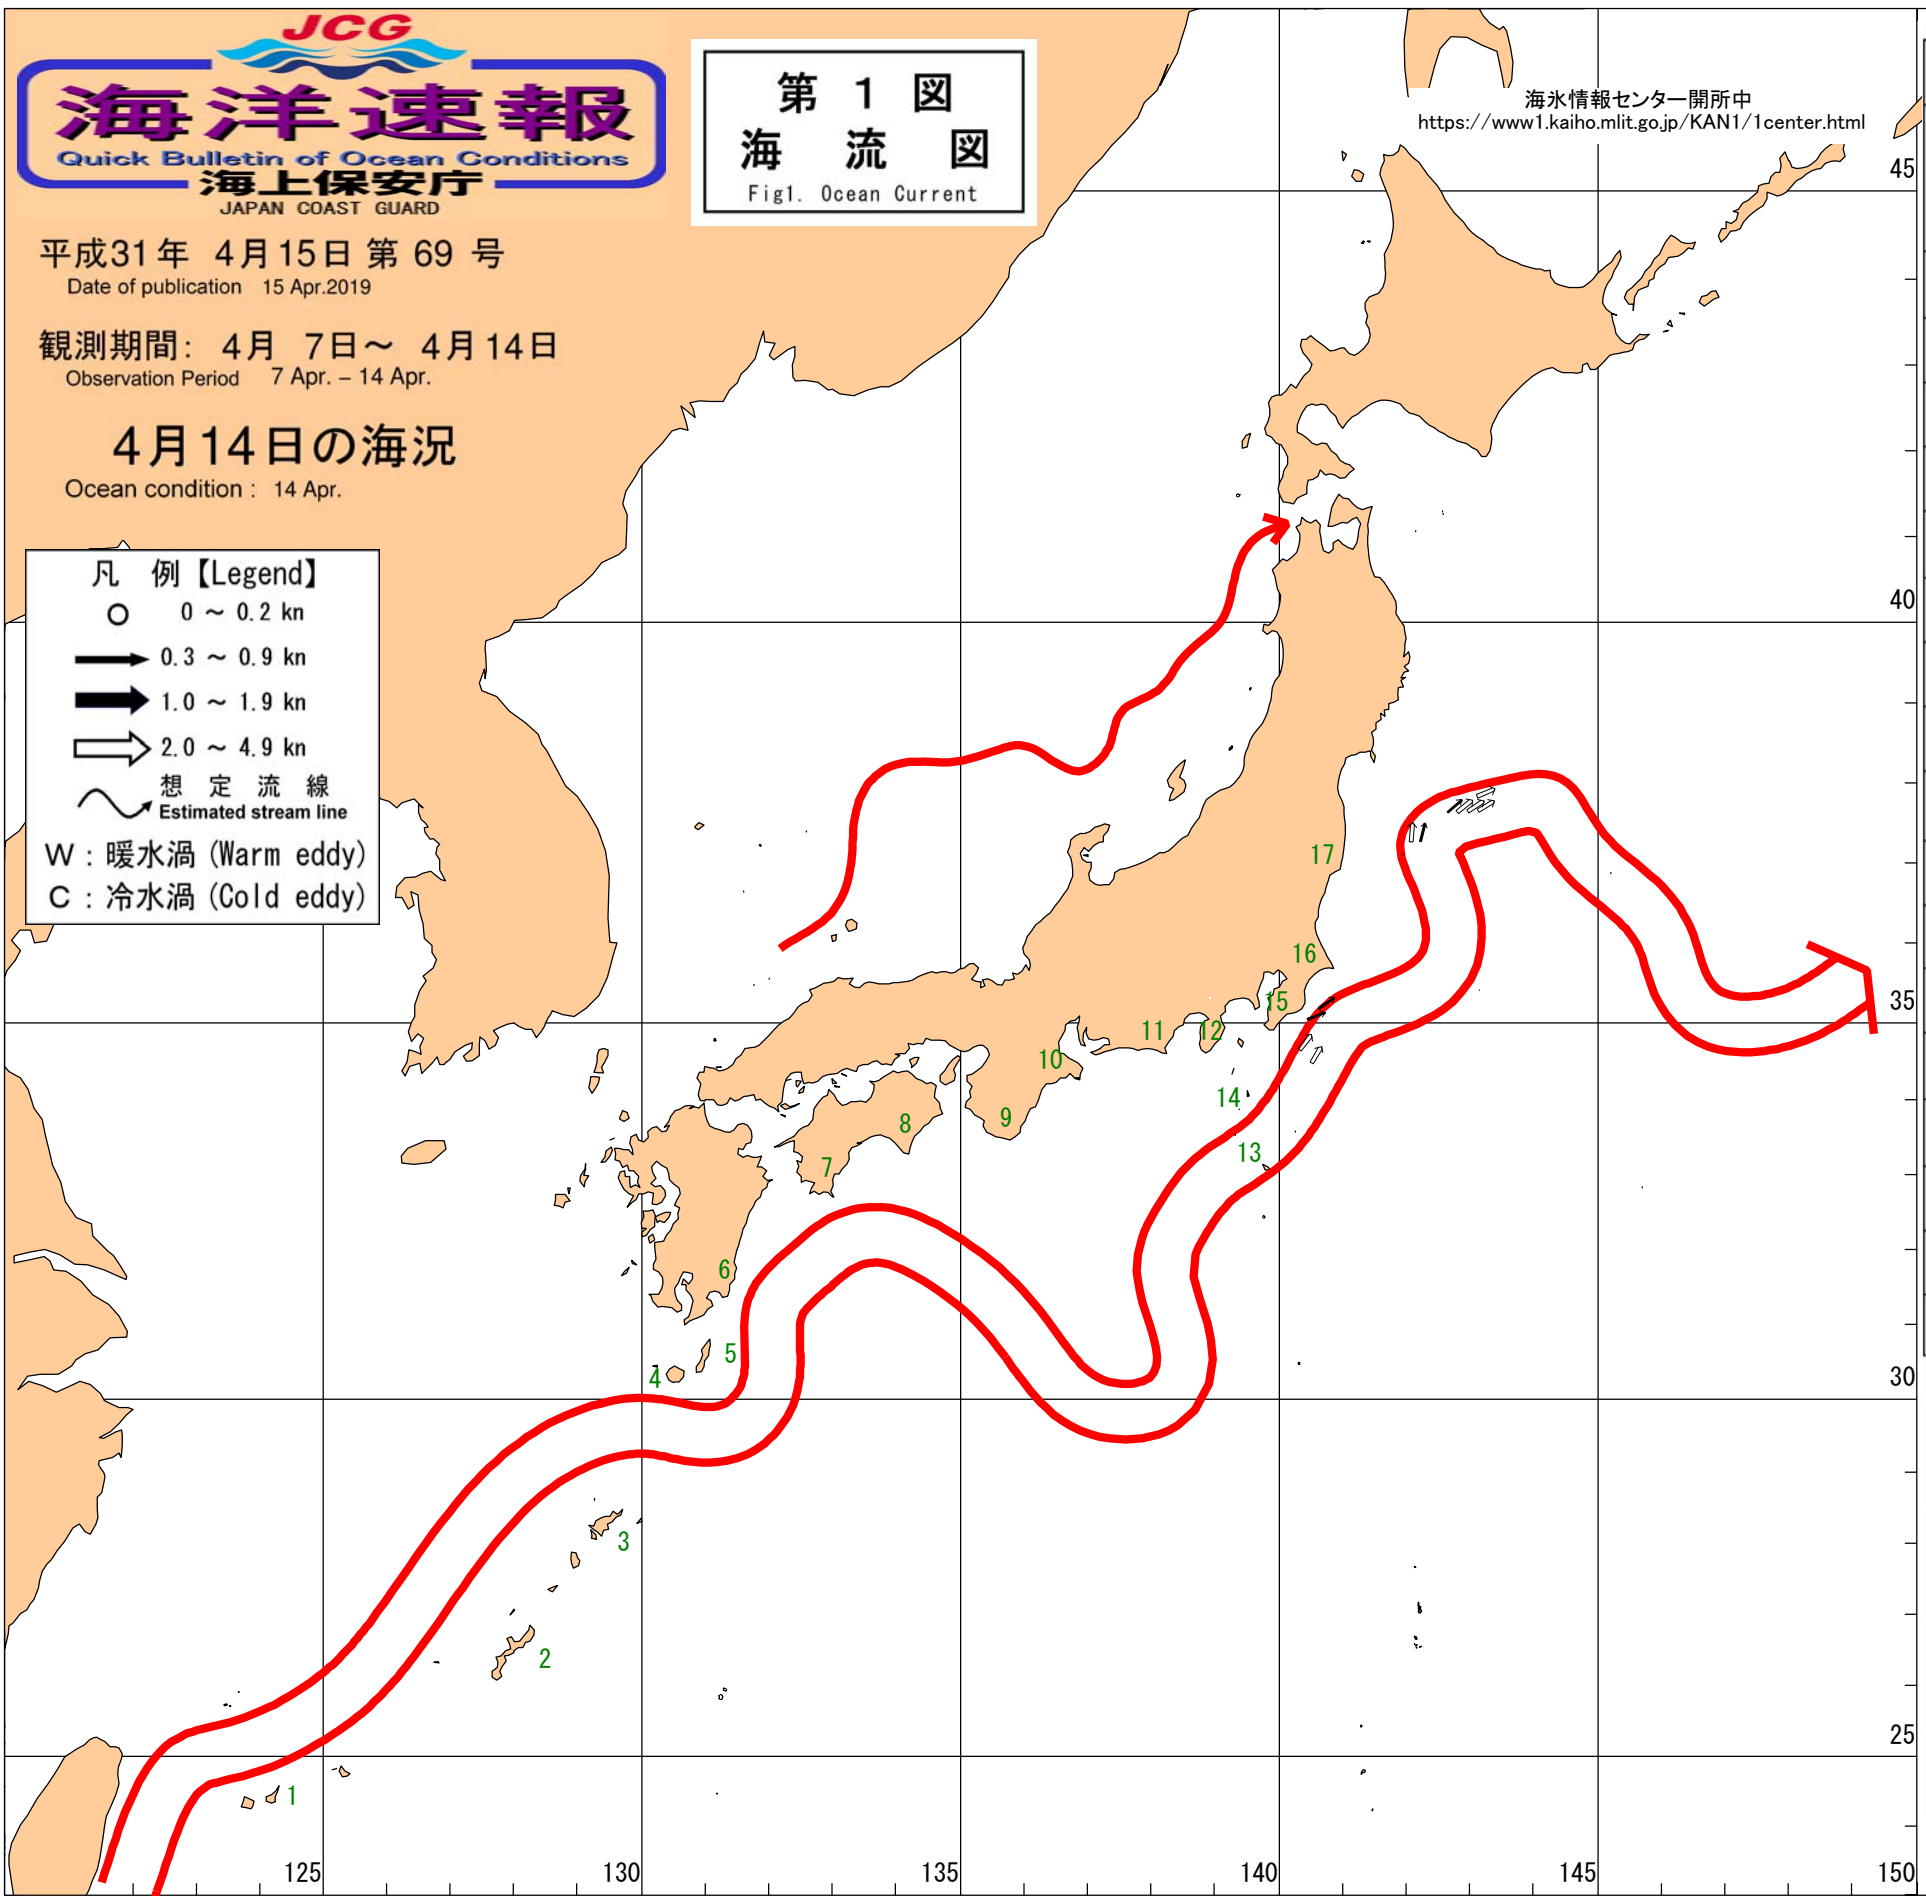 JCG
海洋速報
Quick Bulletin of Ocean Conditions
海上保安庁
JAPAN COAST GUARD
第 1 図
海 流 図
Fig1. Ocean Current
海氷情報センター開所中
https://www1.kaiho.mlit.go.jp/KAN1/1center.html
平成31年 4月15日 第 69 号
Date of publication 15 Apr.2019
観測期間: 4月 7日～ 4月14日
Observation Period 7 Apr. – 14 Apr.
4月14日の海況
Ocean condition : 14 Apr.
凡 例【Legend】
0 ～ 0.2 kn
0.3 ～ 0.9 kn
1.0 ～ 1.9 kn
2.0 ～ 4.9 kn
想 定 流 線
Estimated stream line
W : 暖水渦 (Warm eddy)
C : 冷水渦 (Cold eddy)
45
40
35
30
25
17
16
15
11
12
10
14
9
8
13
7
6
5
4
3
2
1
125
130
135
140
145
150